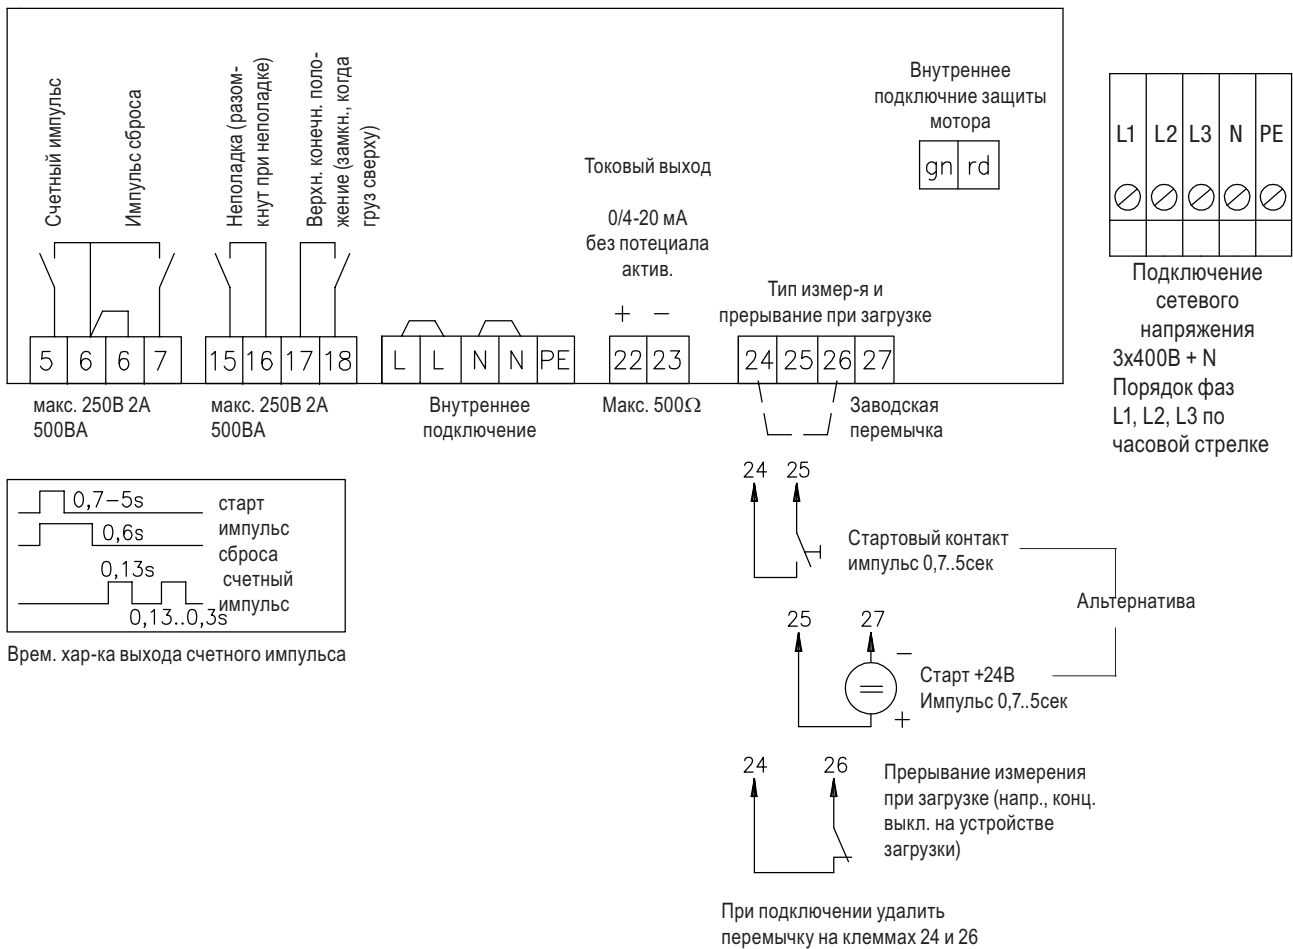 Счетный импульс
Импульс сброса
Неполадка (разом-
кнут при неполадке)
Верхн. конечн. поло-
жение (замкн., когда
груз сверху)
Токовый выход
0/4-20 мА
без потециала
актив.
+ −
Внутреннее
подключние защиты
мотора
gn rd
Тип измер-я и
прерывание при загрузке
5 6 6 7
15 16 17 18
L L N N PE
22 23
24 25 26 27
макс. 250В 2А
500ВА
макс. 250В 2А
500ВА
Внутреннее
подключение
Макс. 500Ω
Заводская
перемычка
L1 L2 L3 N PE
Подключение
сетевого
напряжения
3x400В + N
Порядок фаз
L1, L2, L3 по
часовой стрелке
0,7−5s
старт
импульс
0,6s
сброса
0,13s
счетный
импульс
0,13..0,3s
Врем. хар-ка выхода счетного импульса
24 25
Стартовый контакт
импульс 0,7..5сек
Альтернатива
25 27
−
Старт +24В
Импульс 0,7..5сек
+
24 26
Прерывание измерения
при загрузке (напр., конц.
выкл. на устройстве
загрузки)
При подключении удалить
перемычку на клеммах 24 и 26